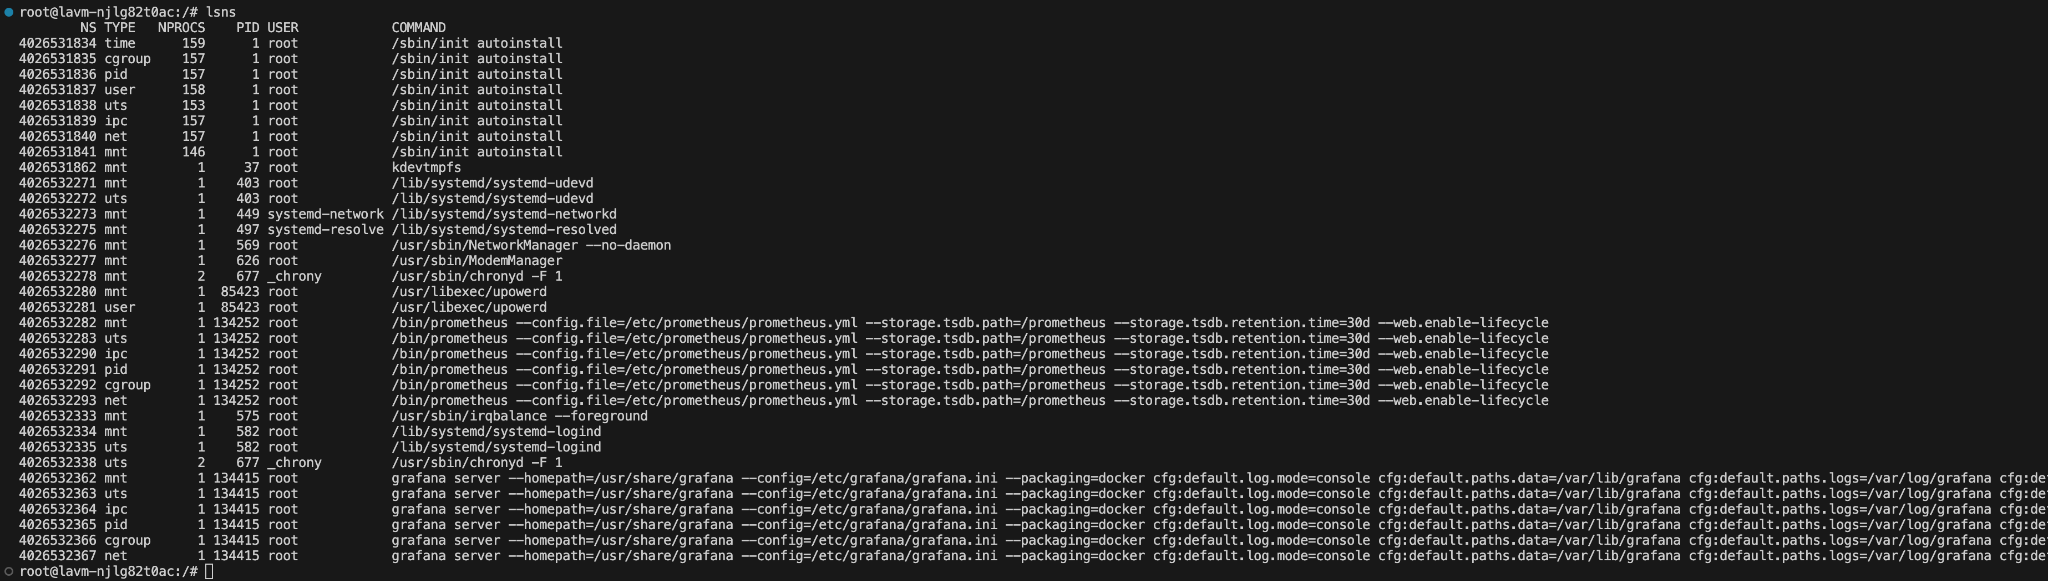 root@lavm-njlg82t0ac:/# lsns
        NS TYPE   NPROCS    PID USER            COMMAND
4026531834 time      159      1 root            /sbin/init autoinstall
4026531835 cgroup    157      1 root            /sbin/init autoinstall
4026531836 pid       157      1 root            /sbin/init autoinstall
4026531837 user      158      1 root            /sbin/init autoinstall
4026531838 uts       153      1 root            /sbin/init autoinstall
4026531839 ipc       157      1 root            /sbin/init autoinstall
4026531840 net       157      1 root            /sbin/init autoinstall
4026531841 mnt       146      1 root            /sbin/init autoinstall
4026531862 mnt         1     37 root            kdevtmpfs
4026532271 mnt         1    403 root            /lib/systemd/systemd-udevd
4026532272 uts         1    403 root            /lib/systemd/systemd-udevd
4026532273 mnt         1    449 systemd-network /lib/systemd/systemd-networkd
4026532275 mnt         1    497 systemd-resolve /lib/systemd/systemd-resolved
4026532276 mnt         1    569 root            /usr/sbin/NetworkManager --no-daemon
4026532277 mnt         1    626 root            /usr/sbin/ModemManager
4026532278 mnt         2    677 _chrony         /usr/sbin/chronyd -F 1
4026532280 mnt         1  85423 root            /usr/libexec/upowerd
4026532281 user        1  85423 root            /usr/libexec/upowerd
4026532282 mnt         1 134252 root            /bin/prometheus --config.file=/etc/prometheus/prometheus.yml --storage.tsdb.path=/prometheus --storage.tsdb.retention.time=30d --web.enable-lifecycle
4026532283 uts         1 134252 root            /bin/prometheus --config.file=/etc/prometheus/prometheus.yml --storage.tsdb.path=/prometheus --storage.tsdb.retention.time=30d --web.enable-lifecycle
4026532290 ipc         1 134252 root            /bin/prometheus --config.file=/etc/prometheus/prometheus.yml --storage.tsdb.path=/prometheus --storage.tsdb.retention.time=30d --web.enable-lifecycle
4026532291 pid         1 134252 root            /bin/prometheus --config.file=/etc/prometheus/prometheus.yml --storage.tsdb.path=/prometheus --storage.tsdb.retention.time=30d --web.enable-lifecycle
4026532292 cgroup      1 134252 root            /bin/prometheus --config.file=/etc/prometheus/prometheus.yml --storage.tsdb.path=/prometheus --storage.tsdb.retention.time=30d --web.enable-lifecycle
4026532293 net         1 134252 root            /bin/prometheus --config.file=/etc/prometheus/prometheus.yml --storage.tsdb.path=/prometheus --storage.tsdb.retention.time=30d --web.enable-lifecycle
4026532333 mnt         1    575 root            /usr/sbin/irqbalance --foreground
4026532334 mnt         1    582 root            /lib/systemd/systemd-logind
4026532335 uts         1    582 root            /lib/systemd/systemd-logind
4026532338 uts         2    677 _chrony         /usr/sbin/chronyd -F 1
4026532362 mnt         1 134415 root            grafana server --homepath=/usr/share/grafana --config=/etc/grafana/grafana.ini --packaging=docker cfg:default.log.mode=console cfg:default.paths.data=/var/lib/grafana cfg:default.paths.logs=/var/log/grafana cfg:de
4026532363 uts         1 134415 root            grafana server --homepath=/usr/share/grafana --config=/etc/grafana/grafana.ini --packaging=docker cfg:default.log.mode=console cfg:default.paths.data=/var/lib/grafana cfg:default.paths.logs=/var/log/grafana cfg:de
4026532364 ipc         1 134415 root            grafana server --homepath=/usr/share/grafana --config=/etc/grafana/grafana.ini --packaging=docker cfg:default.log.mode=console cfg:default.paths.data=/var/lib/grafana cfg:default.paths.logs=/var/log/grafana cfg:de
4026532365 pid         1 134415 root            grafana server --homepath=/usr/share/grafana --config=/etc/grafana/grafana.ini --packaging=docker cfg:default.log.mode=console cfg:default.paths.data=/var/lib/grafana cfg:default.paths.logs=/var/log/grafana cfg:de
4026532366 cgroup      1 134415 root            grafana server --homepath=/usr/share/grafana --config=/etc/grafana/grafana.ini --packaging=docker cfg:default.log.mode=console cfg:default.paths.data=/var/lib/grafana cfg:default.paths.logs=/var/log/grafana cfg:de
4026532367 net         1 134415 root            grafana server --homepath=/usr/share/grafana --config=/etc/grafana/grafana.ini --packaging=docker cfg:default.log.mode=console cfg:default.paths.data=/var/lib/grafana cfg:default.paths.logs=/var/log/grafana cfg:de
root@lavm-njlg82t0ac:/#